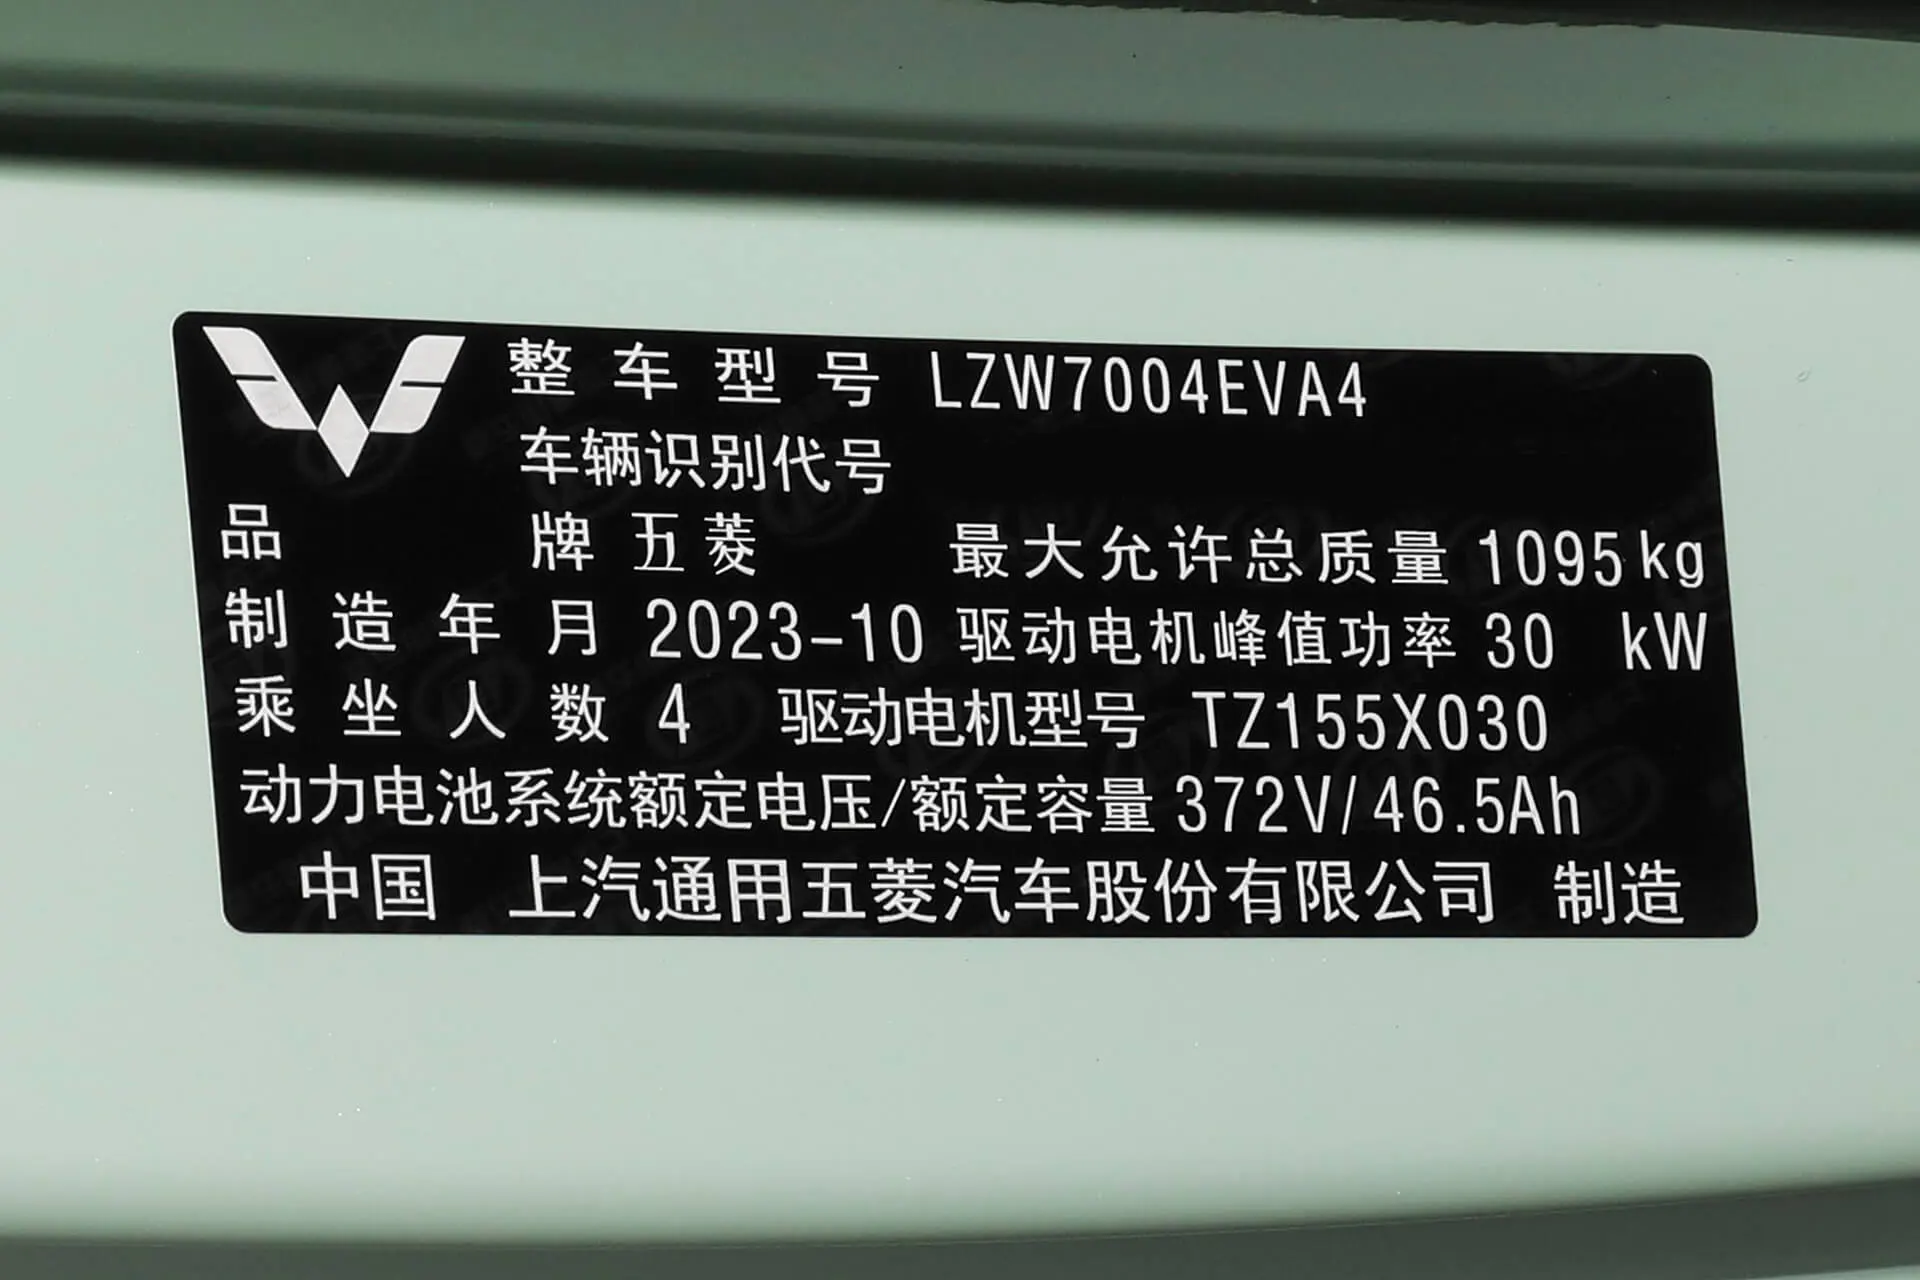 整车型号 LZW7004EVA4
车辆识别代号
品牌 五菱 最大允许总质量 1095kg
制造年月 2023-10 驱动电机峰值功率 30 kW
乘坐人数 4 驱动电机型号 TZ155X030
动力电池系统额定电压/额定容量 372V/46.5Ah
中国 上汽通用五菱汽车股份有限公司 制造